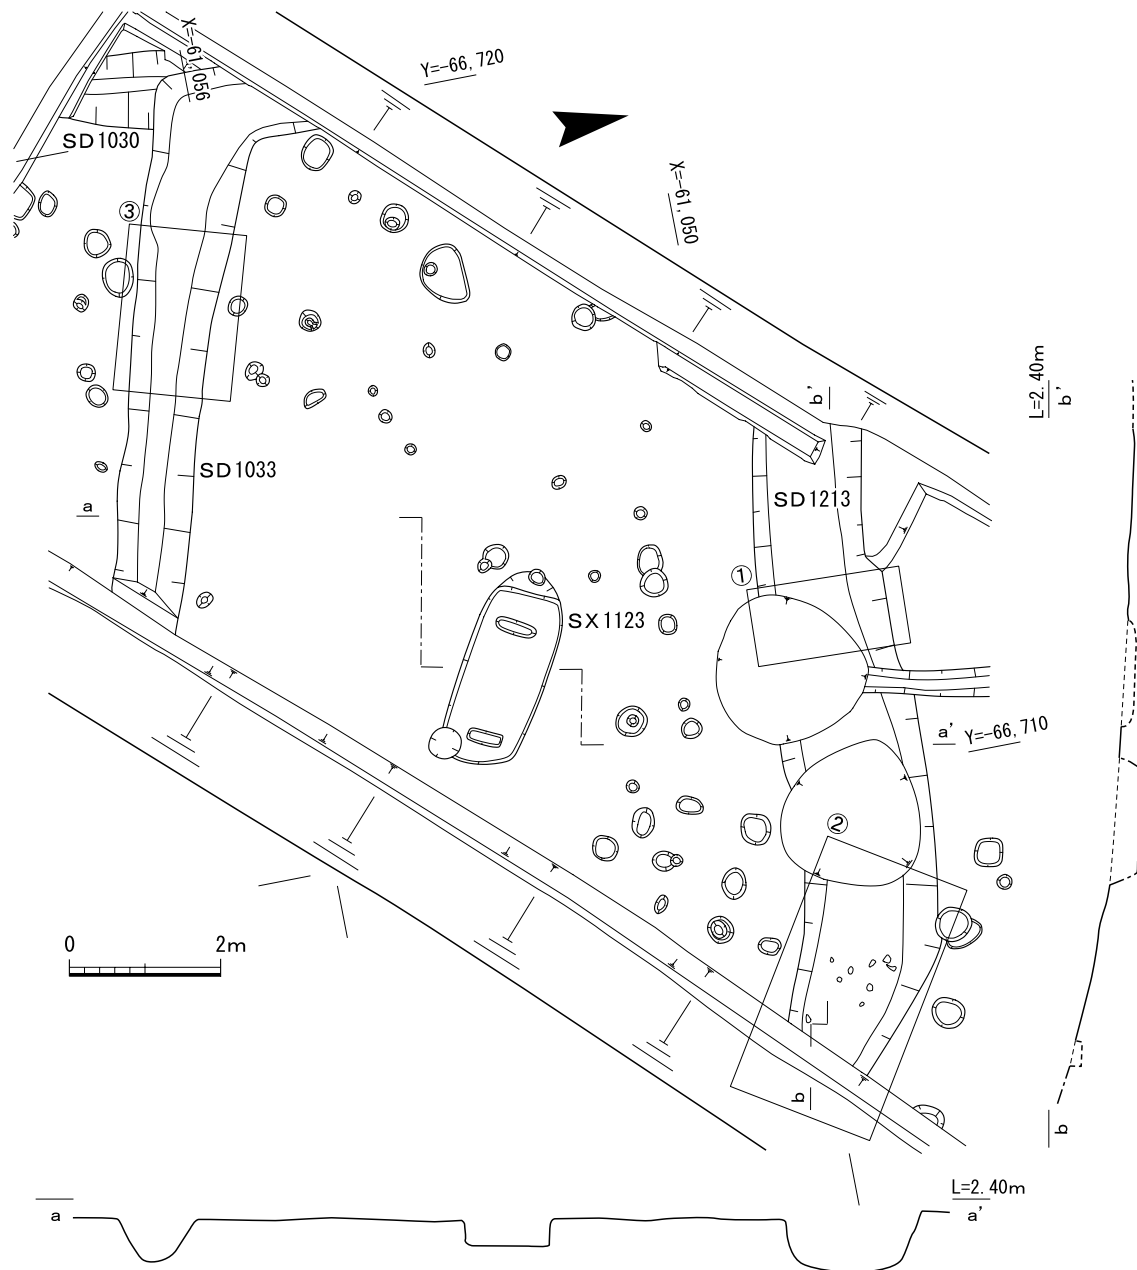 X=-61,056
Y=-66,720
SD1030
③
X=-61,050
L=2.40m
b'
b'
SD1033
a
SD1213
①
SX1123
a'
Y=-66,710
②
0
2m
b
b
L=2.40m
a
a'